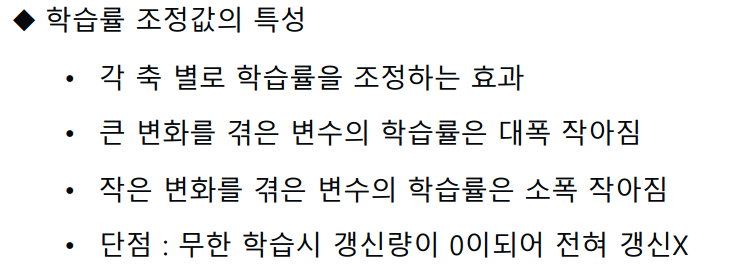 ◆ 학습률 조정값의 특성
• 각 축 별로 학습률을 조정하는 효과
• 큰 변화를 겪은 변수의 학습률은 대폭 작아짐
• 작은 변화를 겪은 변수의 학습률은 소폭 작아짐
• 단점 : 무한 학습시 갱신량이 0이되어 전혀 갱신X